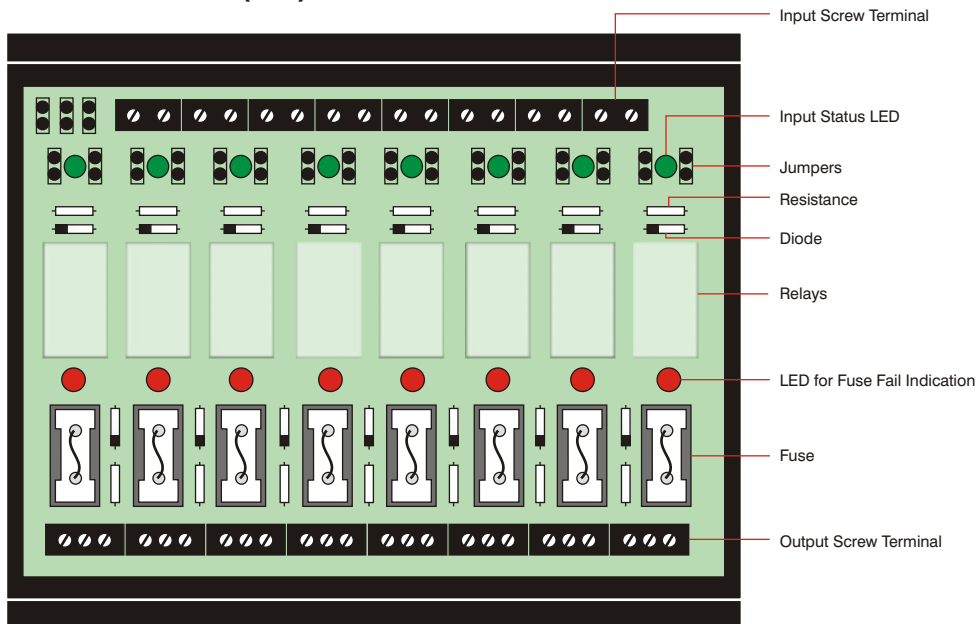 Input Screw Terminal
Input Status LED
Jumpers
Resistance
Diode
Relays
LED for Fuse Fail Indication
Fuse
Output Screw Terminal